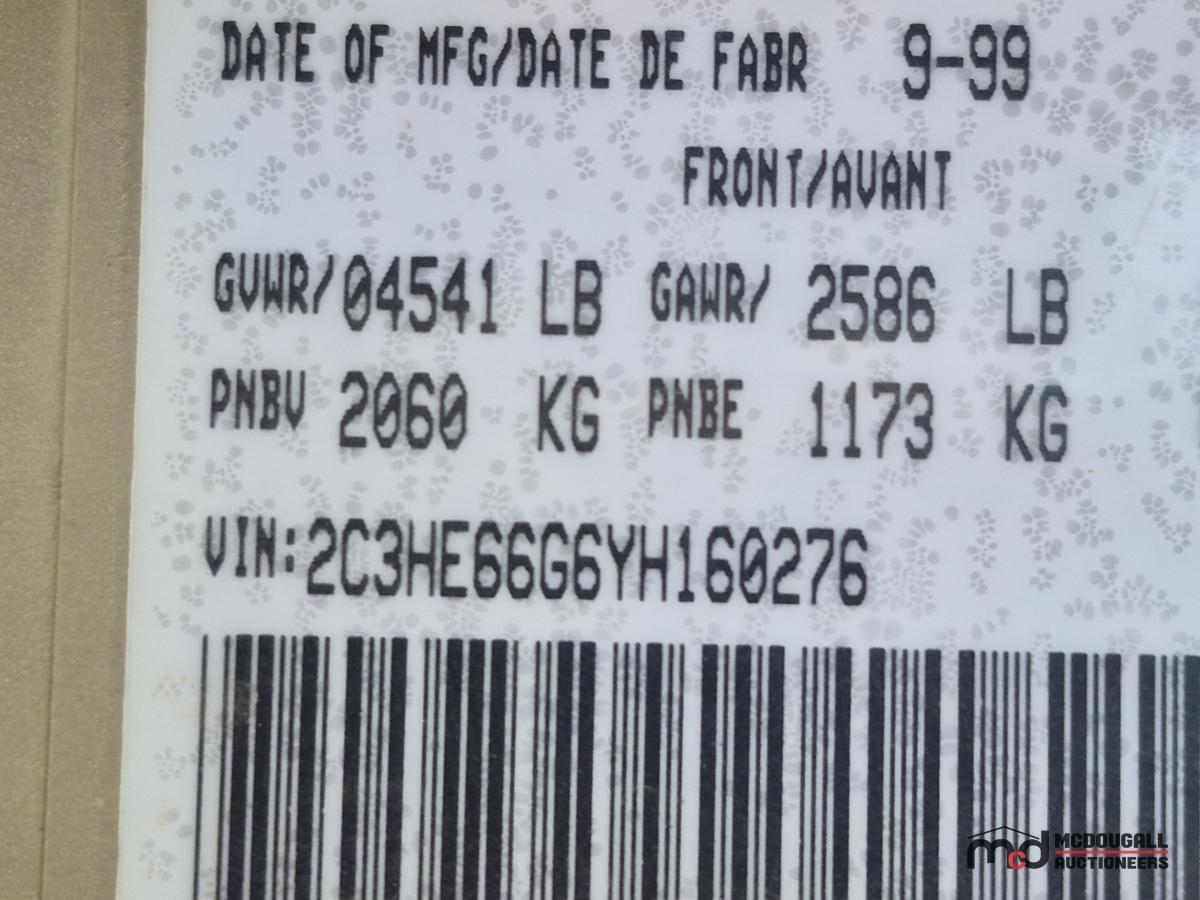 DATE OF MFG/DATE DE FABR 9-99
FRONT/AVANT
GVWR/04541 LB GAWR/ 2586 LB
PNBV 2060 KG PNBE 1173 KG
VIN:2C3HE66G6YH160276
mcd MCDOUGALL
AUCTIONEERS